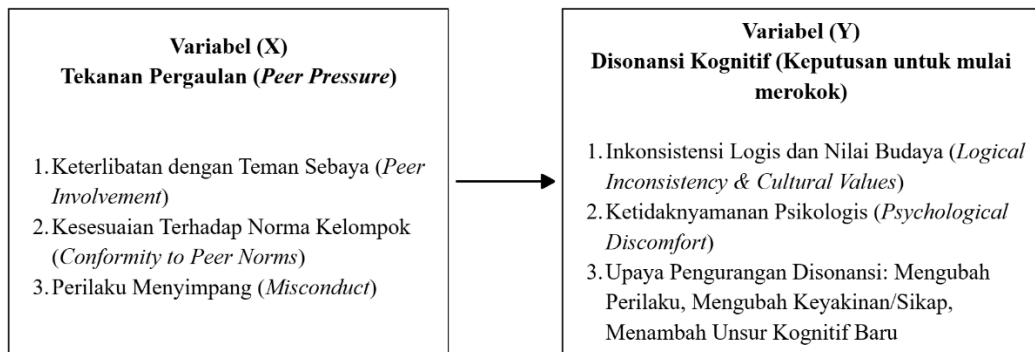 Variabel (X)
Tekanan Pergaulan (Peer Pressure)
1. Keterlibatan dengan Teman Sebaya (Peer
Involvement)
2. Kesesuaian Terhadap Norma Kelompok
(Conformity to Peer Norms)
3. Perilaku Menyimpang (Misconduct)
Variabel (Y)
Disonansi Kognitif (Keputusan untuk mulai
merokok)
1. Inkonsistensi Logis dan Nilai Budaya (Logical
Inconsistency & Cultural Values)
2. Ketidaknyamanan Psikologis (Psychological
Discomfort)
3. Upaya Pengurangan Disonansi: Mengubah
Perilaku, Mengubah Keyakinan/Sikap,
Menambah Unsur Kognitif Baru